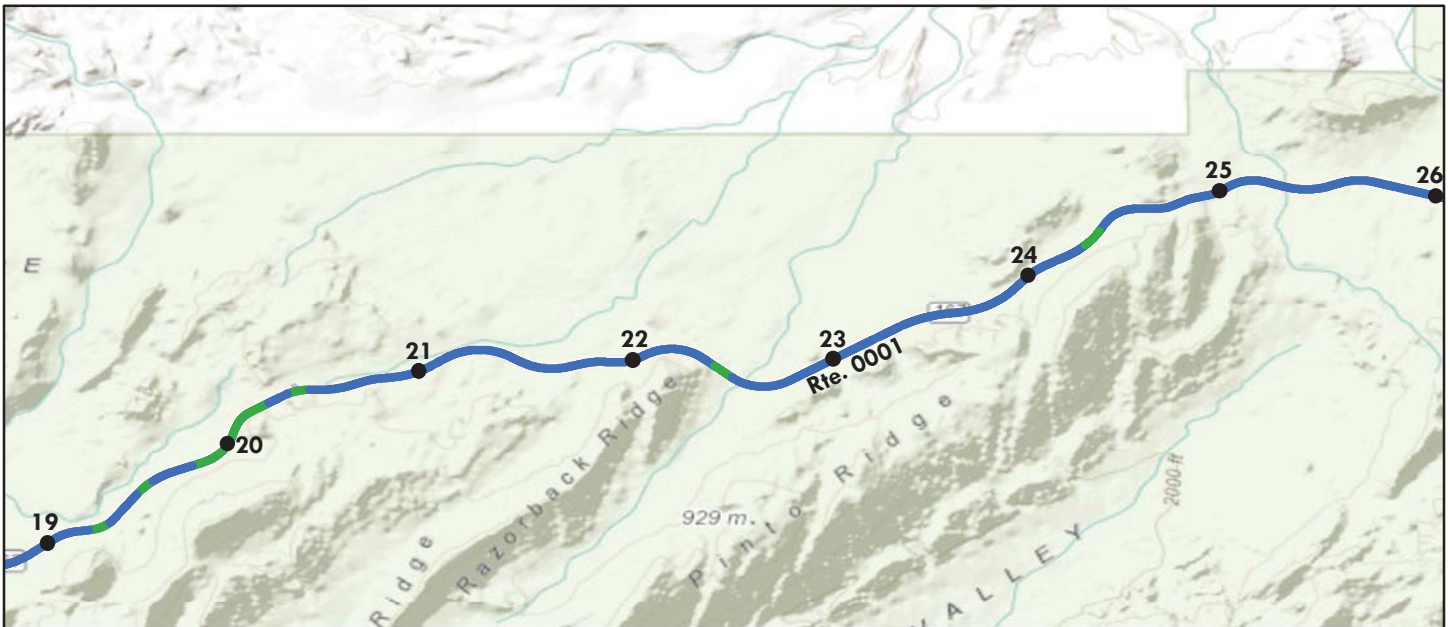 25
26
E
24
22
23
21
Rte. 0001
20
Razorback Ridge
Pinto Ridge
2000 ft
19
929 m.
Ridge
VALLEY